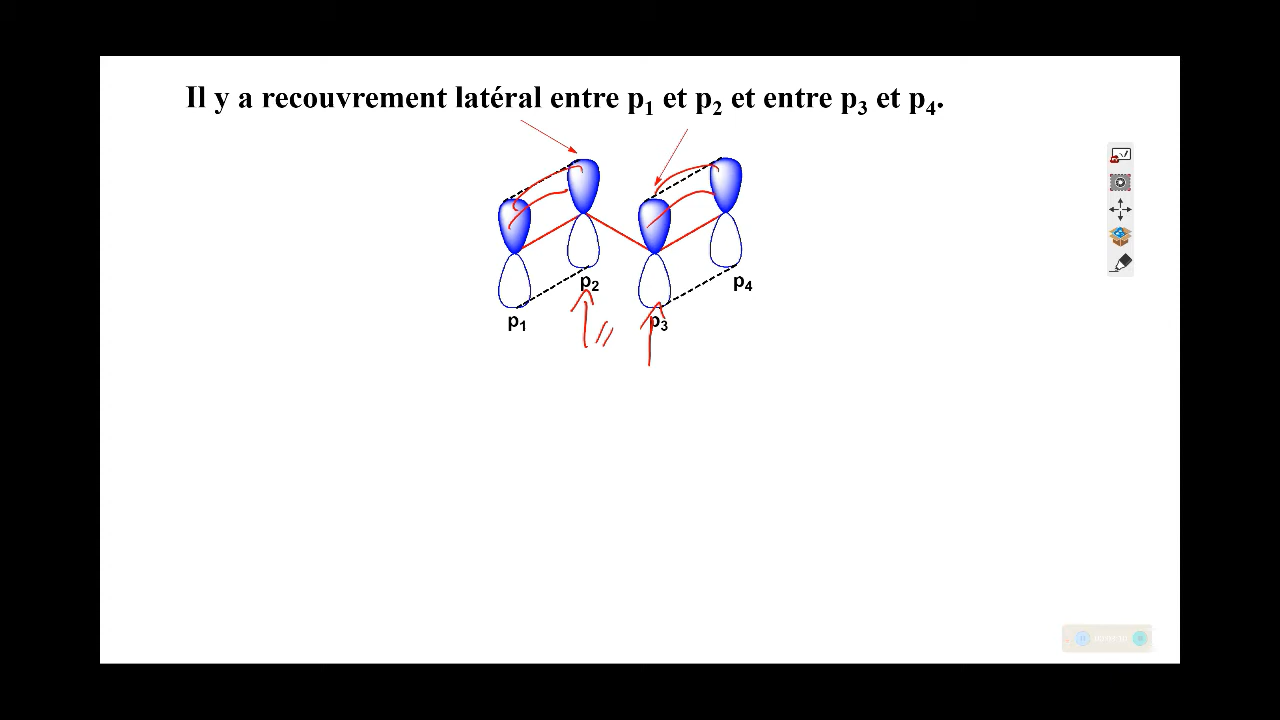 Il y a recouvrement latéral entre p₁ et p₂ et entre p₃ et p₄.
p₂
p₄
p₁
p₃